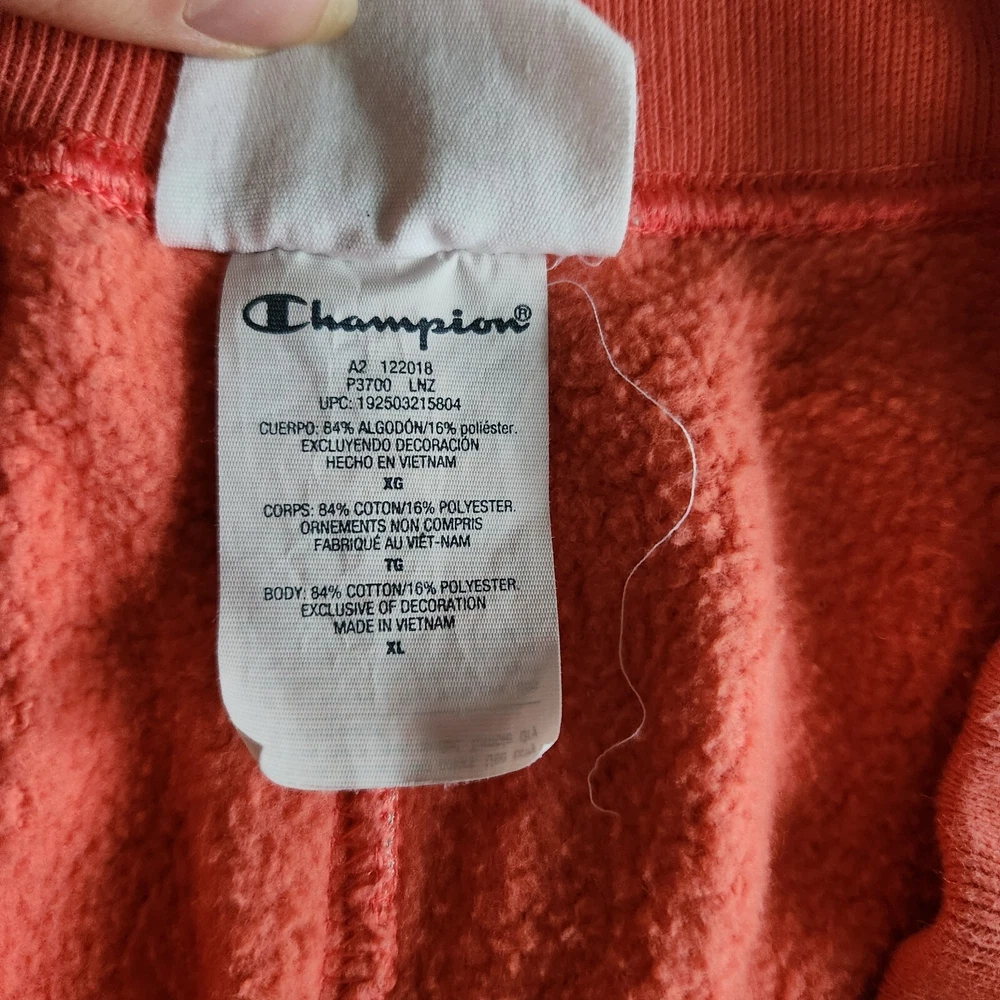 Champion®
A2 122018
P3700 LNZ
UPC: 192503215804
CUERPO: 84% ALGODÓN/16% poliéster.
EXCLUYENDO DECORACIÓN
HECHO EN VIETNAM
XG
CORPS: 84% COTON/16% POLYESTER.
ORNEMENTS NON COMPRIS
FABRIQUÉ AU VIÊT-NAM
TG
BODY: 84% COTTON/16% POLYESTER.
EXCLUSIVE OF DECORATION
MADE IN VIETNAM
XL